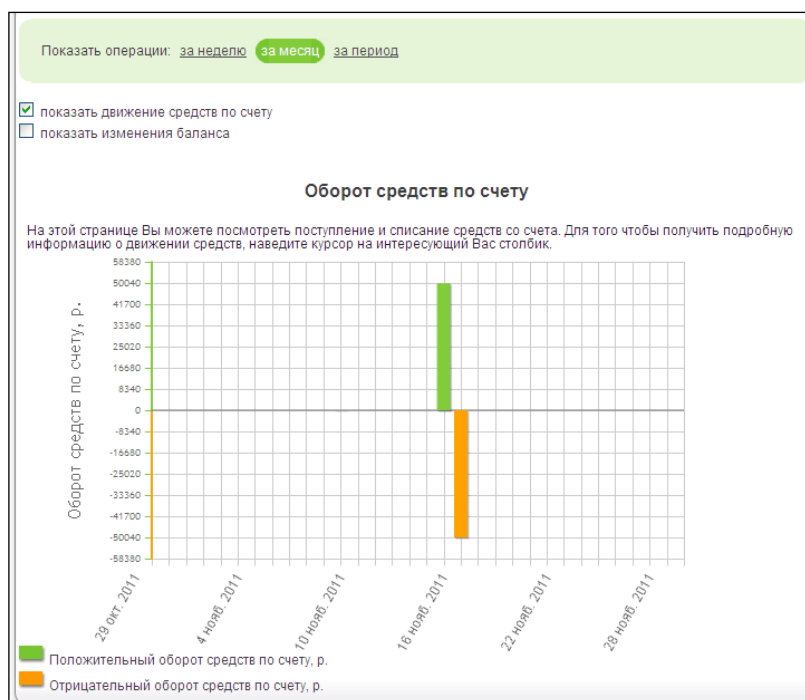 Показать операции: за неделю за месяц за период
показать движение средств по счету
показать изменения баланса
Оборот средств по счету
На этой странице Вы можете посмотреть поступление и списание средств со счета. Для того чтобы получить подробную
информацию о движении средств, наведите курсор на интересующий Вас столбик.
Оборот средств по счету, р.
58380
50040
41700
33360
25020
16680
8340
0
-8340
-16680
-25020
-33360
-41700
-50040
-58380
29 окт. 2011
4 нояб. 2011
10 нояб. 2011
16 нояб. 2011
22 нояб. 2011
28 нояб. 2011
Положительный оборот средств по счету, р.
Отрицательный оборот средств по счету, р.